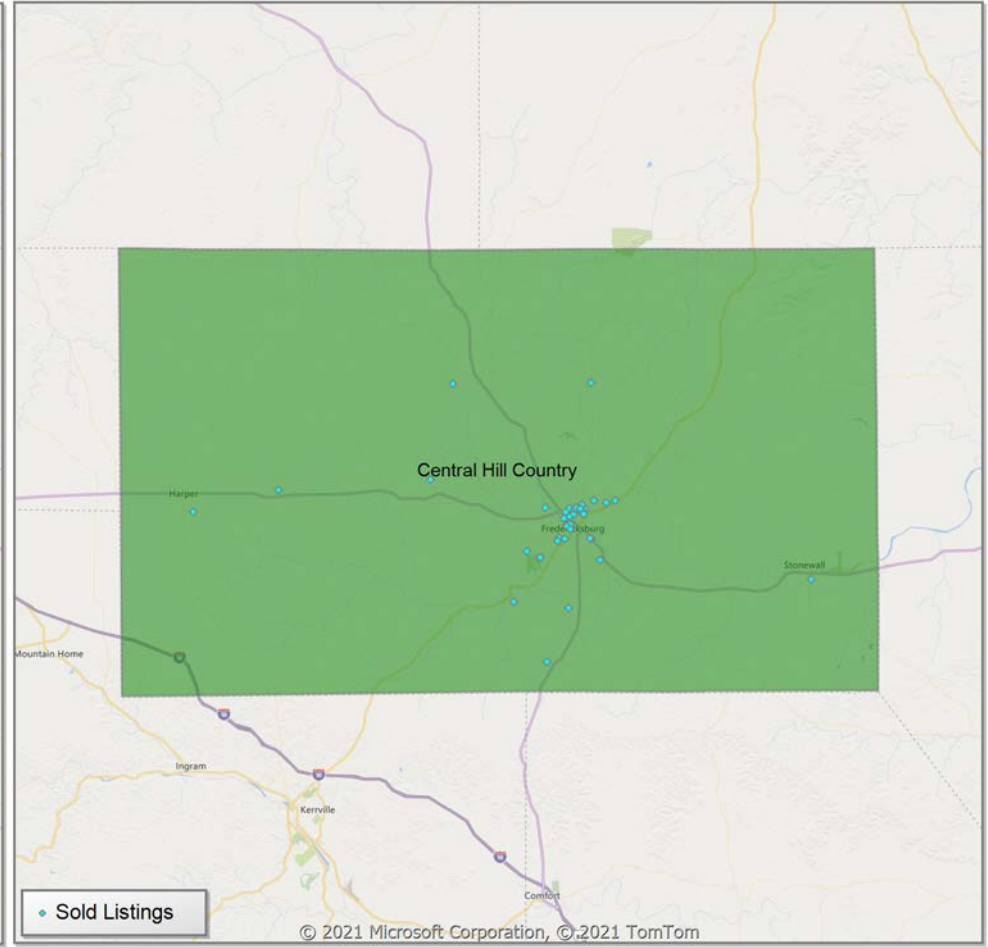 Central Hill Country
Harper
Fredericksburg
Stonewall
Mountain Home
Ingram
Kerrville
Comfort
Sold Listings
© 2021 Microsoft Corporation, © 2021 TomTom